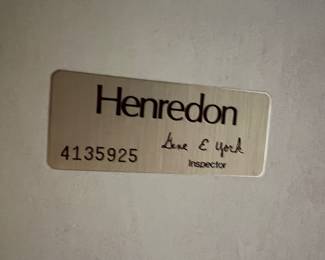 Henredon
4135925 Gene E York
Inspector